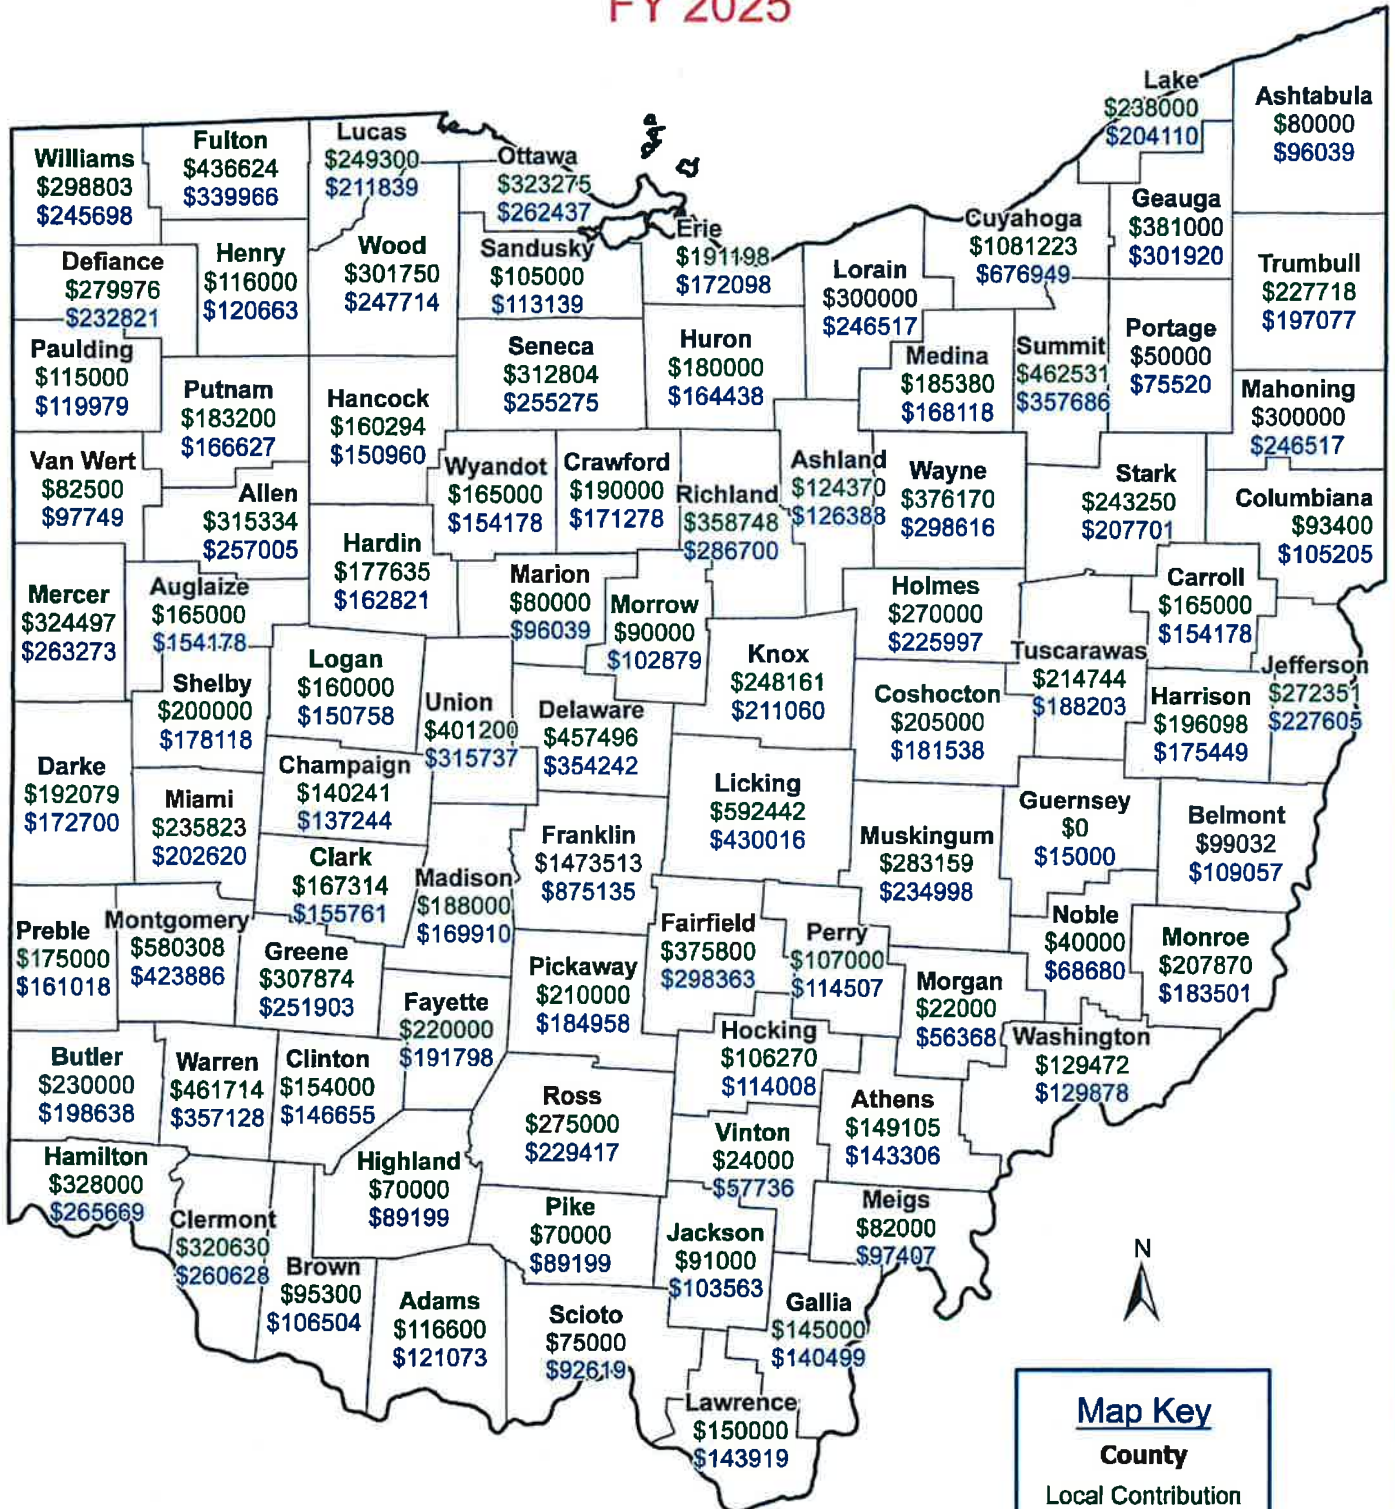 FY 2025
Lake
$238000
$204110
Ashtabula
$80000
$96039
Williams
$298803
$245698
Fulton
$436624
$339966
Lucas
$249300
$211839
Ottawa
$323275
$262437
Erie
$191198
$172098
Cuyahoga
$1081223
$676949
Geauga
$381000
$301920
Defiance
$279976
$232821
Henry
$116000
$120663
Wood
$301750
$247714
Sandusky
$105000
$113139
Lorain
$300000
$246517
Trumbull
$227718
$197077
Paulding
$115000
$119979
Putnam
$183200
$166627
Hancock
$160294
$150960
Seneca
$312804
$255275
Huron
$180000
$164438
Medina
$185380
$168118
Summit
$462531
$357686
Portage
$50000
$75520
Mahoning
$300000
$246517
Van Wert
$82500
$97749
Allen
$315334
$257005
Wyandot
$165000
$154178
Crawford
$190000
$171278
Richland
$358748
$286700
Ashland
$124370
$126388
Wayne
$376170
$298616
Stark
$243250
$207701
Columbiana
$93400
$105205
Mercer
$324497
$263273
Auglaize
$165000
$154178
Hardin
$177635
$162821
Marion
$80000
$96039
Morrow
$90000
$102879
Holmes
$270000
$225997
Carroll
$165000
$154178
Shelby
$200000
$178118
Logan
$160000
$150758
Union
$401200
$315737
Delaware
$457496
$354242
Knox
$248161
$211060
Coshocton
$205000
$181538
Tuscarawas
$214744
$188203
Harrison
$196098
$175449
Jefferson
$272351
$227605
Darke
$192079
$172700
Miami
$235823
$202620
Champaign
$140241
$137244
Licking
$592442
$430016
Guernsey
$0
$15000
Belmont
$99032
$109057
Clark
$167314
$155761
Madison
$188000
$169910
Franklin
$1473513
$875135
Muskingum
$283159
$234998
Preble
$175000
$161018
Montgomery
$580308
$423886
Greene
$307874
$251903
Fayette
$220000
$191798
Pickaway
$210000
$184958
Fairfield
$375800
$298363
Perry
$107000
$114507
Morgan
$22000
$56368
Noble
$40000
$68680
Monroe
$207870
$183501
Butler
$230000
$198638
Warren
$461714
$357128
Clinton
$154000
$146655
Ross
$275000
$229417
Hocking
$106270
$114008
Athens
$149105
$143306
Washington
$129472
$129878
Hamilton
$328000
$265669
Clermont
$320630
$260628
Highland
$70000
$89199
Pike
$70000
$89199
Vinton
$24000
$57736
Jackson
$91000
$103563
Meigs
$82000
$97407
Brown
$95300
$106504
Adams
$116600
$121073
Scioto
$75000
$92619
Gallia
$145000
$140499
Lawrence
$150000
$143919
N
Map Key
County
Local Contribution